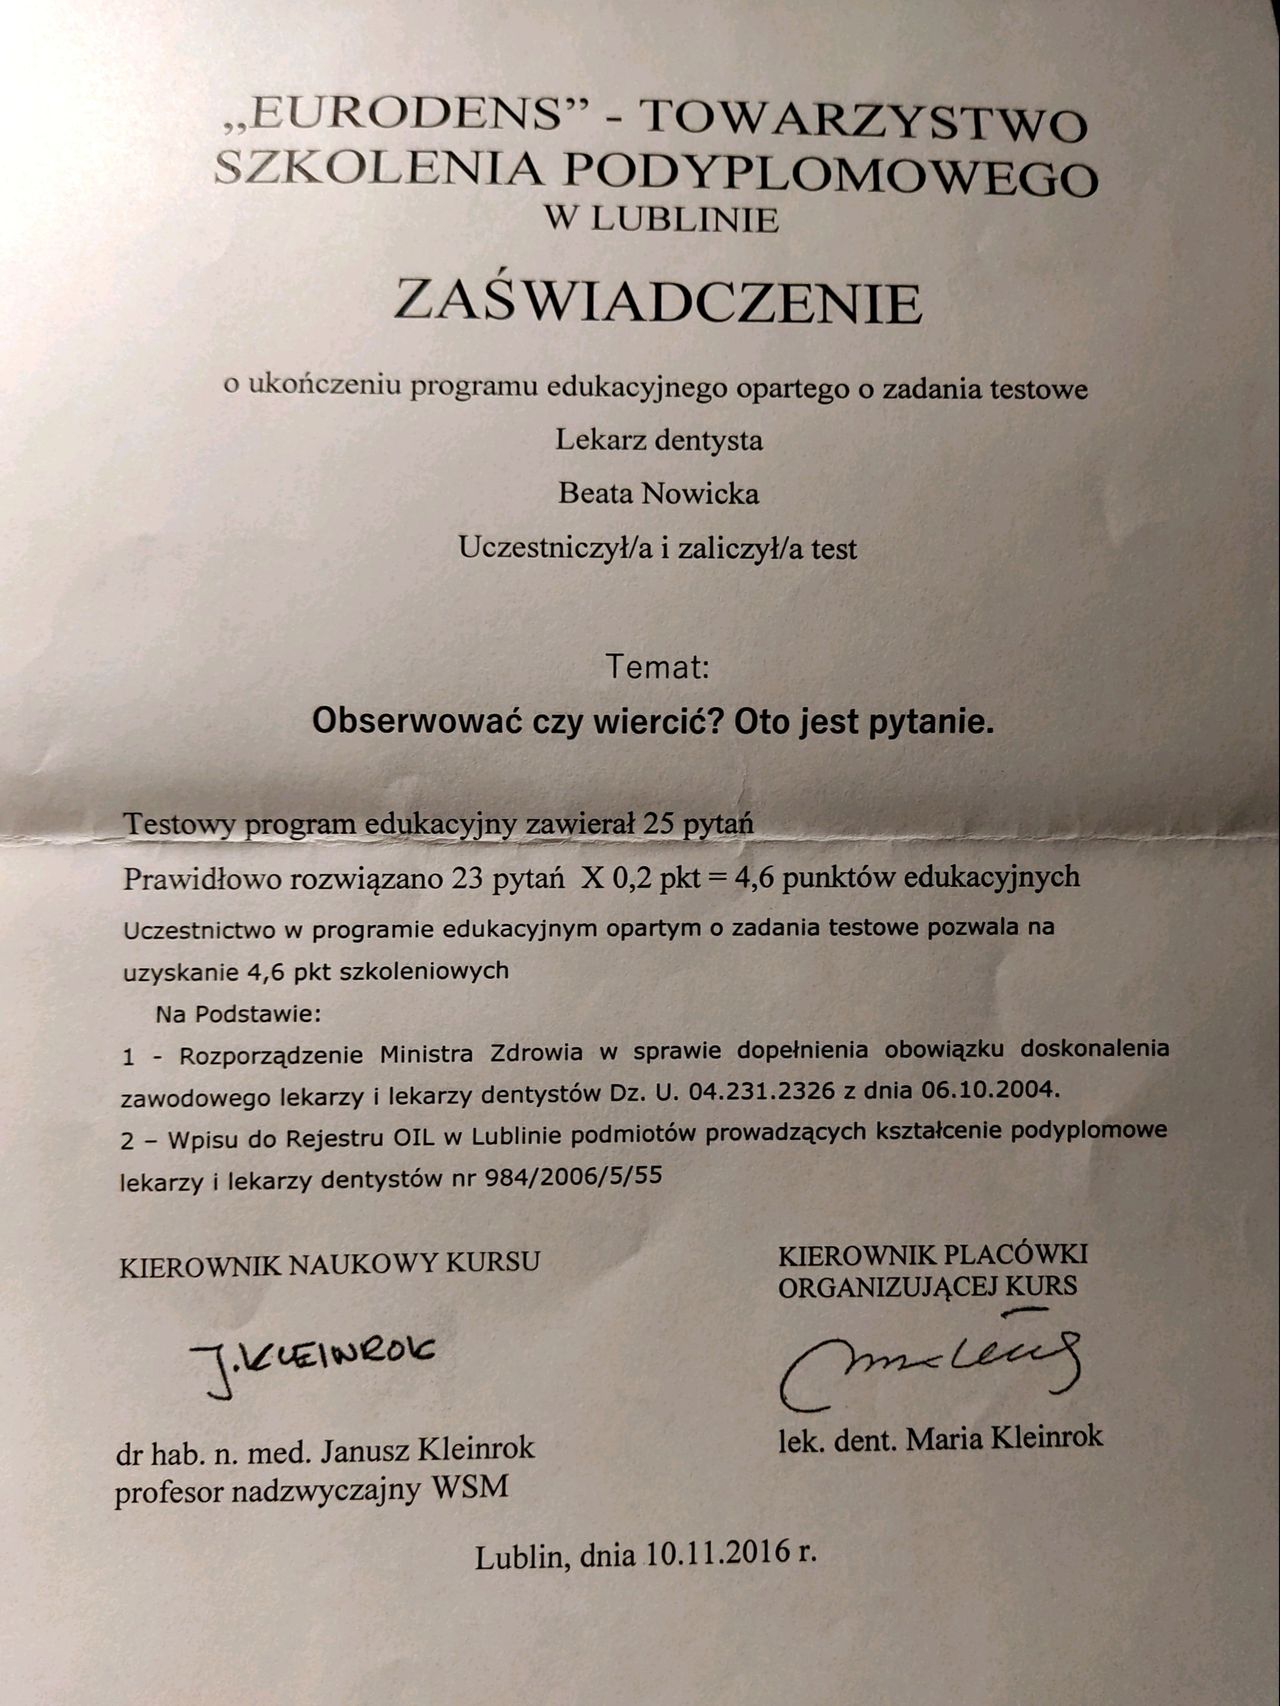 „EURODENS” - TOWARZYSTWO
SZKOLENIA PODYPLOMOWEGO
W LUBLINIE
ZAŚWIADCZENIE
o ukończeniu programu edukacyjnego opartego o zadania testowe
Lekarz dentysta
Beata Nowicka
Uczestniczył/a i zaliczył/a test
Temat:
Obserwować czy wiercić? Oto jest pytanie.
Testowy program edukacyjny zawierał 25 pytań
Prawidłowo rozwiązano 23 pytań X 0,2 pkt = 4,6 punktów edukacyjnych
Uczestnictwo w programie edukacyjnym opartym o zadania testowe pozwala na
uzyskanie 4,6 pkt szkoleniowych
Na Podstawie:
1 - Rozporządzenie Ministra Zdrowia w sprawie dopełnienia obowiązku doskonalenia
zawodowego lekarzy i lekarzy dentystów Dz. U. 04.231.2326 z dnia 06.10.2004.
2 – Wpisu do Rejestru OIL w Lublinie podmiotów prowadzących kształcenie podyplomowe
lekarzy i lekarzy dentystów nr 984/2006/5/55
KIEROWNIK NAUKOWY KURSU
KIEROWNIK PLACÓWKI
ORGANIZUJĄCEJ KURS
J. KLEINROK
dr hab. n. med. Janusz Kleinrok
profesor nadzwyczajny WSM
lek. dent. Maria Kleinrok
Lublin, dnia 10.11.2016 r.